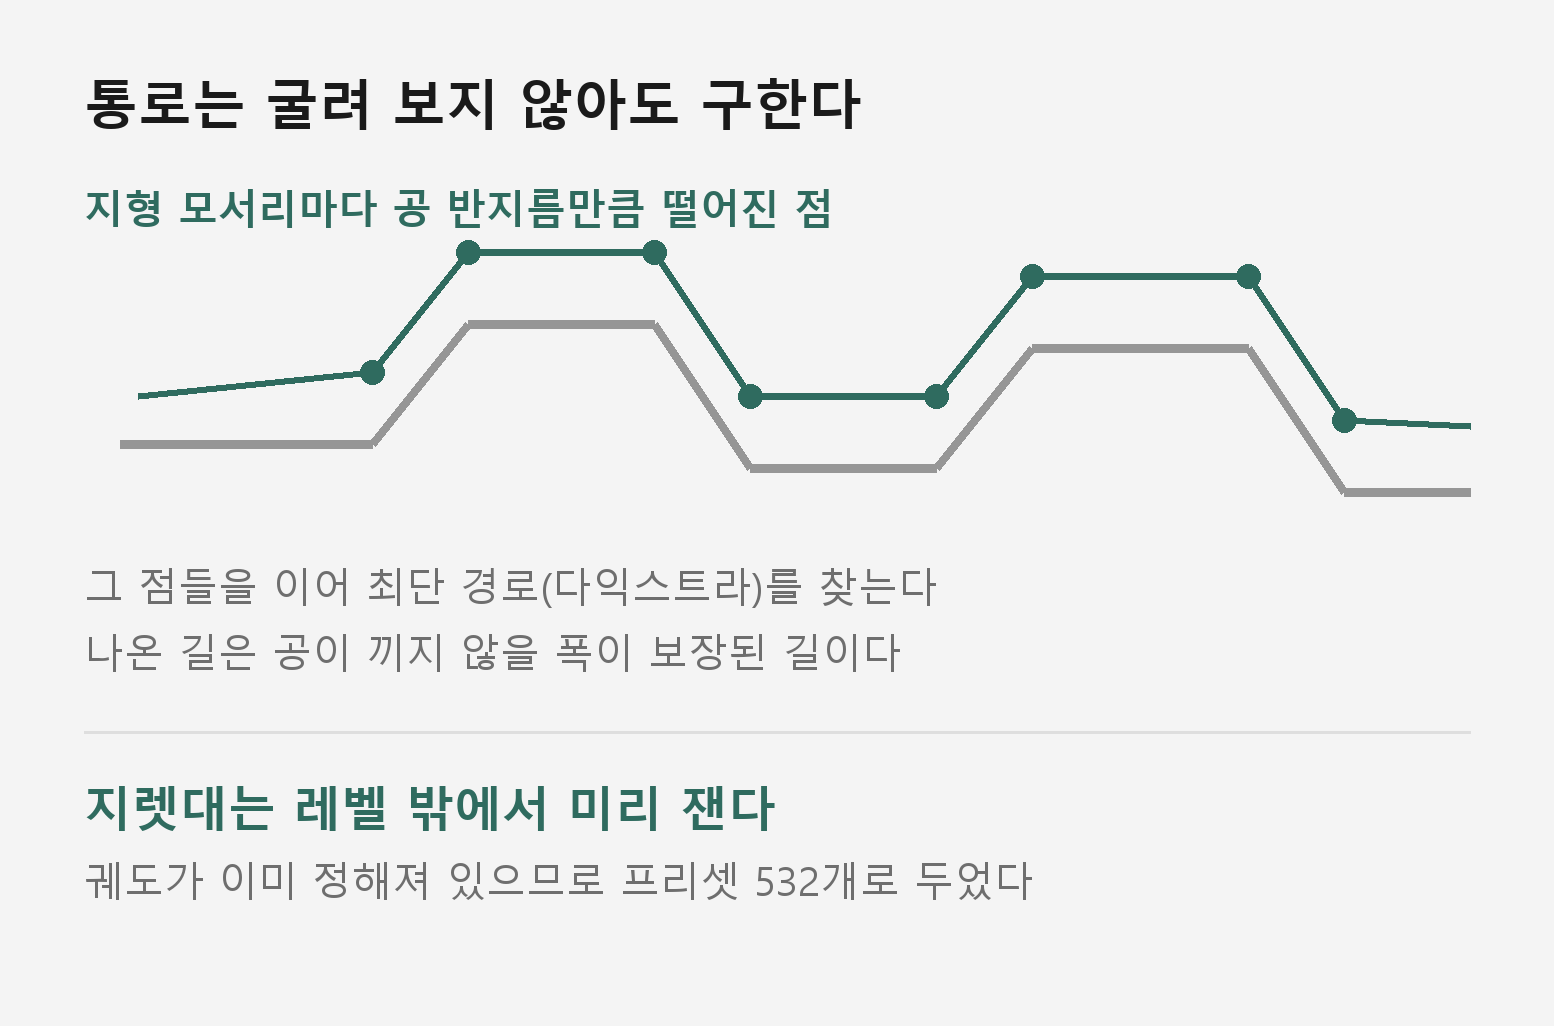 통로는 굴려 보지 않아도 구한다
지형 모서리마다 공 반지름만큼 떨어진 점
그 점들을 이어 최단 경로(다익스트라)를 찾는다
나온 길은 공이 끼지 않을 폭이 보장된 길이다
지렛대는 레벨 밖에서 미리 잰다
궤도가 이미 정해져 있으므로 프리셋 532개로 두었다